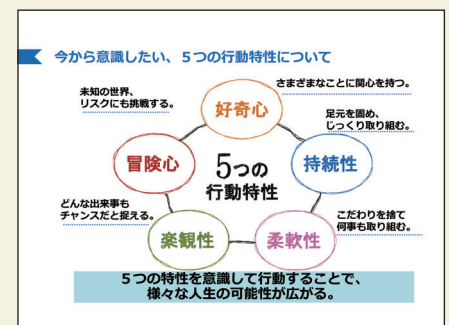 今から意識したい、５つの行動特性について
さまざまなことに関心を持つ。
好奇心
未知の世界、
リスクにも挑戦する。
足元を固め、
じっくり取り組む。
冒険心
持続性
5つの
行動特性
どんな出来事も
チャンスだと捉える。
こだわりを捨て
何事も取り組む。
楽観性
柔軟性
５つの特性を意識して行動することで、
様々な人生の可能性が広がる。